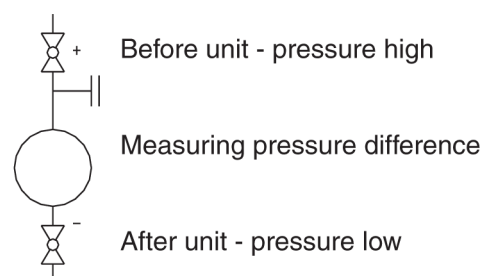 + Before unit - pressure high
Measuring pressure difference
−
After unit - pressure low